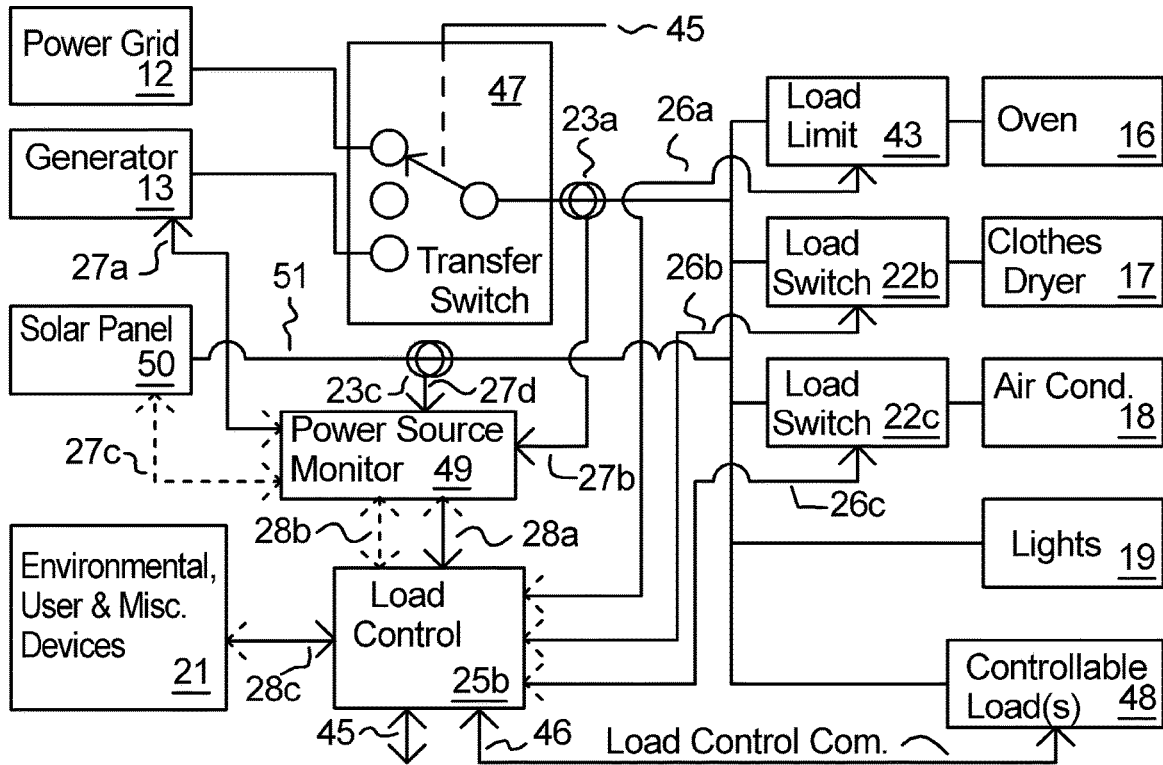 Power Grid
12
45
47
23a
26a
Load
Limit
43
Oven
16
Generator
13
27a
Transfer
Switch
51
26b
Load
Switch
22b
Clothes
Dryer
17
Solar Panel
50
23c
27d
Load
Switch
22c
Air Cond.
18
27c
Power Source
Monitor
49
27b
26c
28b
28a
Lights
19
Environmental,
User & Misc.
Devices
21
28c
Load
Control
25b
Controllable
Load(s)
48
45
46
Load Control Com.